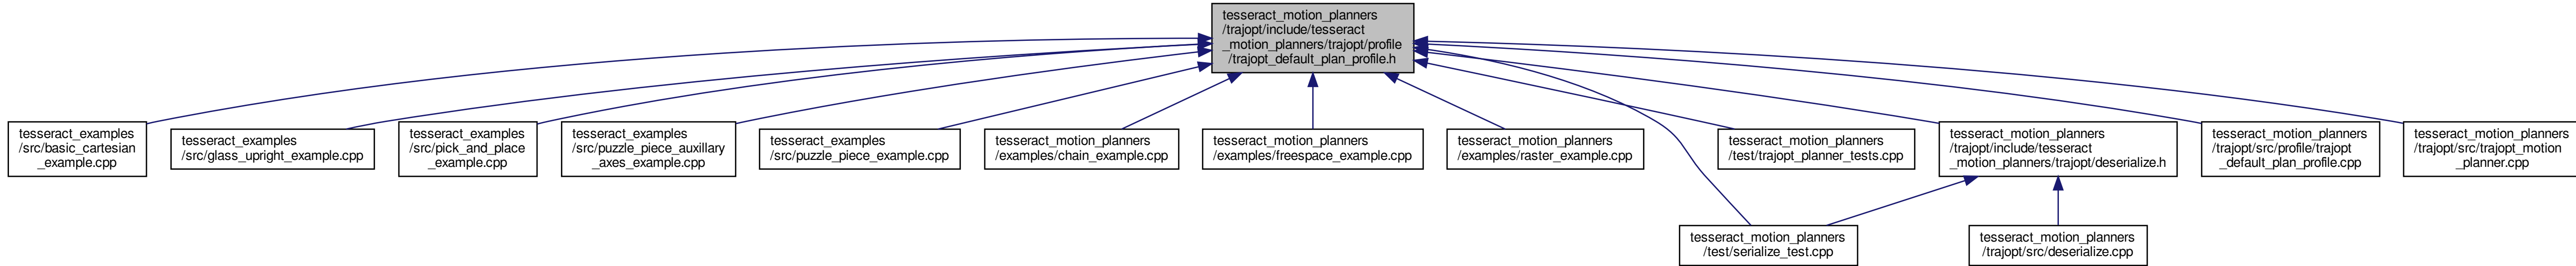 tesseract_motion_planners
/trajopt/include/tesseract
_motion_planners/trajopt/profile
/trajopt_default_plan_profile.h
tesseract_examples
/src/basic_cartesian
_example.cpp
tesseract_examples
/src/glass_upright_example.cpp
tesseract_examples
/src/pick_and_place
_example.cpp
tesseract_examples
/src/puzzle_piece_auxillary
_axes_example.cpp
tesseract_examples
/src/puzzle_piece_example.cpp
tesseract_motion_planners
/examples/chain_example.cpp
tesseract_motion_planners
/examples/freespace_example.cpp
tesseract_motion_planners
/examples/raster_example.cpp
tesseract_motion_planners
/test/trajopt_planner_tests.cpp
tesseract_motion_planners
/trajopt/include/tesseract
_motion_planners/trajopt/deserialize.h
tesseract_motion_planners
/trajopt/src/profile/trajopt
_default_plan_profile.cpp
tesseract_motion_planners
/trajopt/src/trajopt_motion
_planner.cpp
tesseract_motion_planners
/test/serialize_test.cpp
tesseract_motion_planners
/trajopt/src/deserialize.cpp